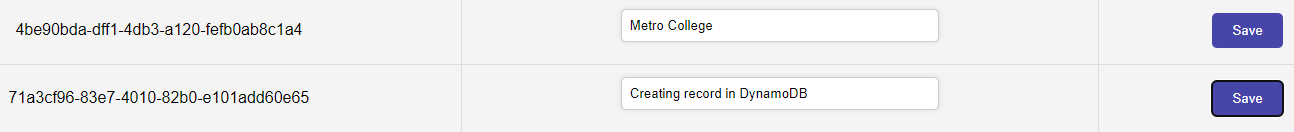 4be90bda-dff1-4db3-a120-fefb0ab8c1a4 Metro College Save
71a3cf96-83e7-4010-82b0-e101add60e65 Creating record in DynamoDB Save